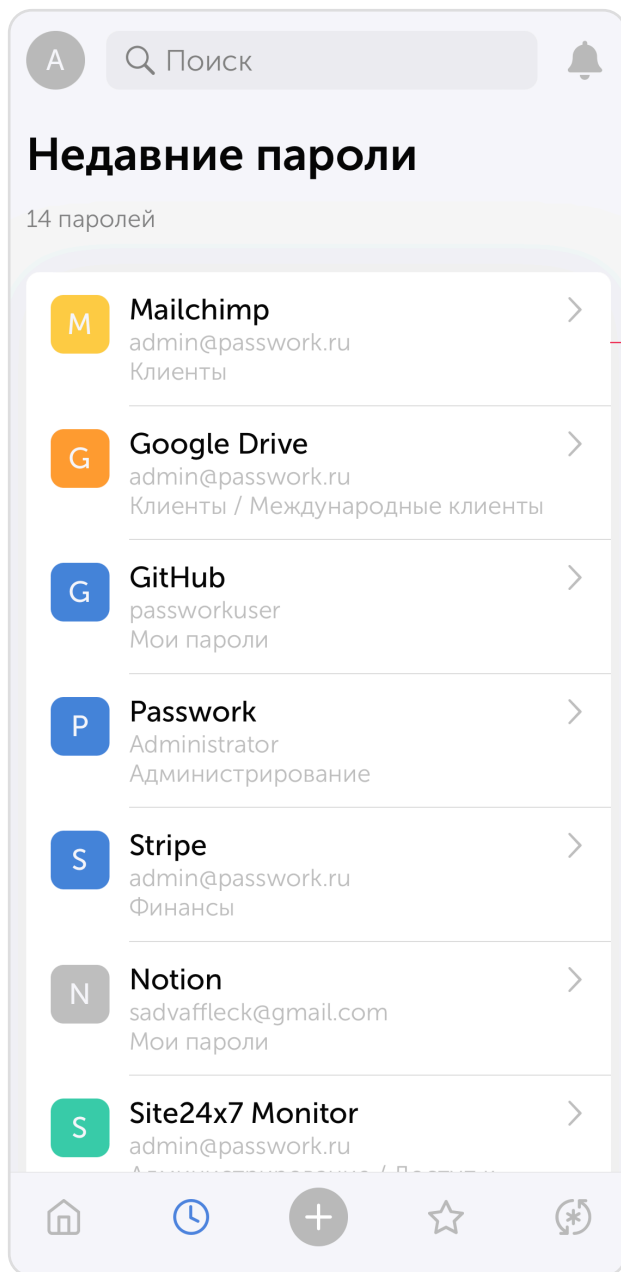 A
Поиск
Недавние пароли
14 паролей
M
Mailchimp
admin@passwork.ru
Клиенты
G
Google Drive
admin@passwork.ru
Клиенты / Международные клиенты
G
GitHub
passworkuser
Мои пароли
P
Passwork
Administrator
Администрирование
S
Stripe
admin@passwork.ru
Финансы
N
Notion
sadvaffleck@gmail.com
Мои пароли
S
Site24x7 Monitor
admin@passwork.ru